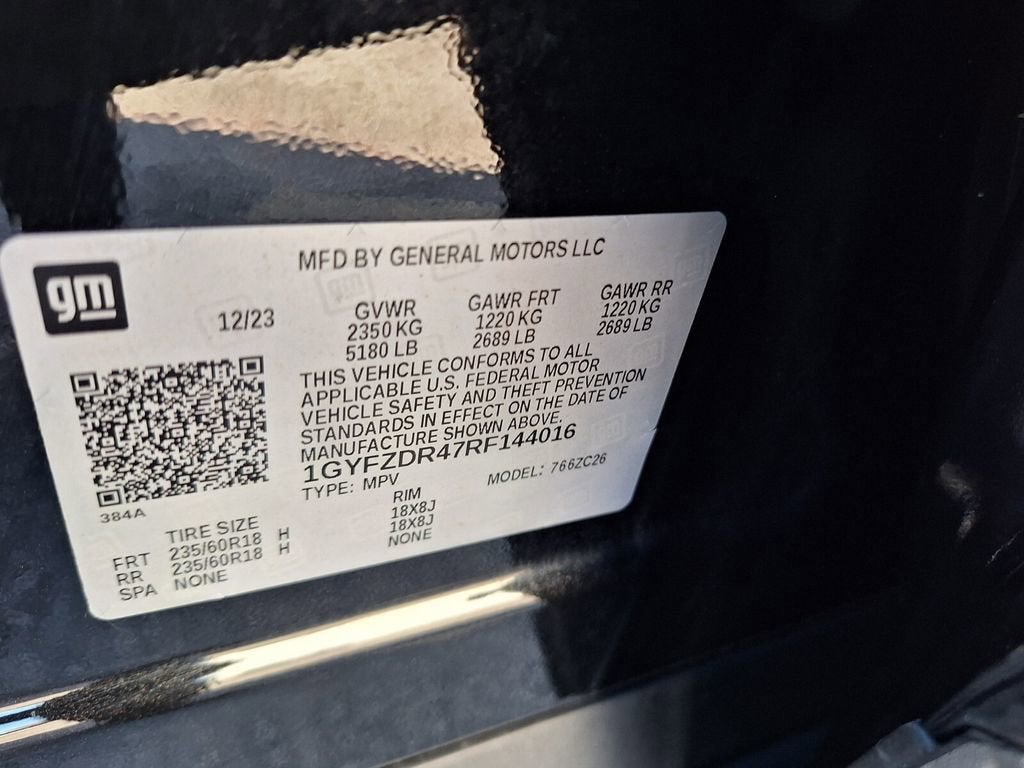 MFD BY GENERAL MOTORS LLC
gm
12/23
GVWR GAWR FRT GAWR RR
2350 KG 1220 KG 1220 KG
5180 LB 2689 LB 2689 LB
THIS VEHICLE CONFORMS TO ALL
APPLICABLE U.S. FEDERAL MOTOR
VEHICLE SAFETY AND THEFT PREVENTION
STANDARDS IN EFFECT ON THE DATE OF
MANUFACTURE SHOWN ABOVE.
1GYFZDR47RF144016
TYPE: MPV MODEL: 766ZC26
384A
TIRE SIZE RIM
FRT 235/60R18 H 18X8J
RR 235/60R18 H 18X8J
SPA NONE NONE